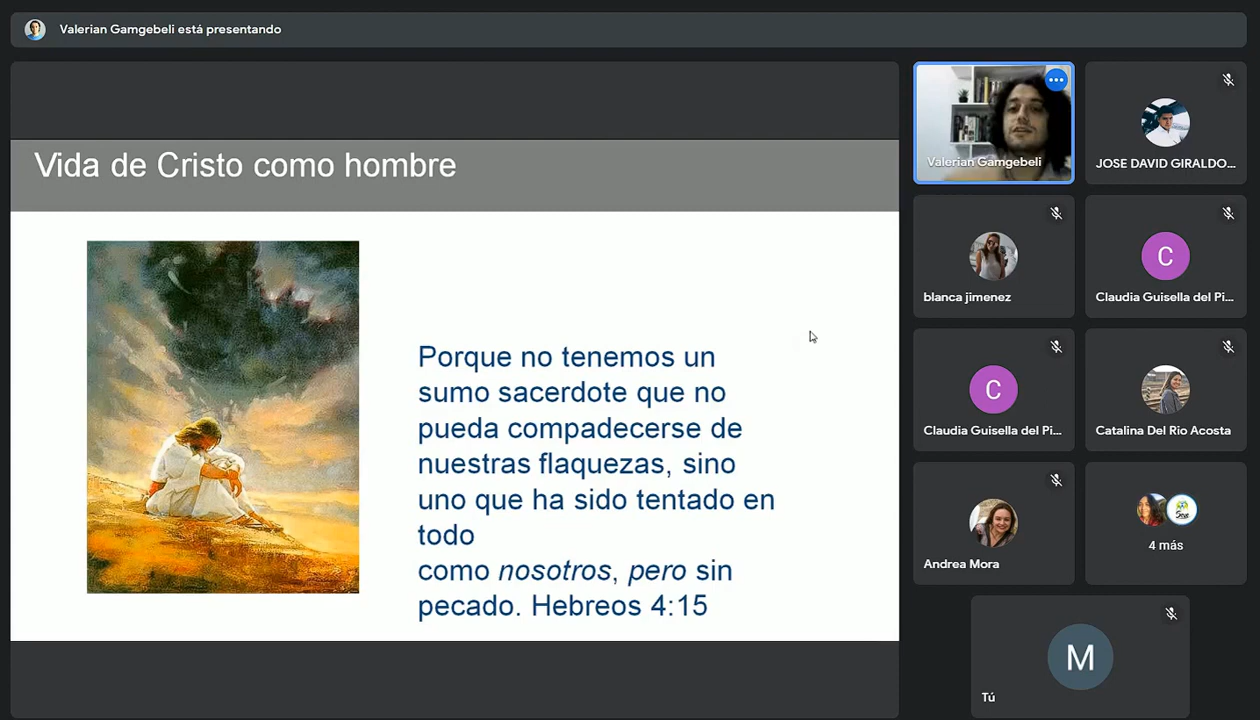 Valerian Gamgebeli está presentando
Vida de Cristo como hombre
Porque no tenemos un
sumo sacerdote que no
pueda compadecerse de
nuestras flaquezas, sino
uno que ha sido tentado en
todo
como nosotros, pero sin
pecado. Hebreos 4:15
Valerian Gamgebeli
JOSE DAVID GIRALDO...
blanca jimenez
C
Claudia Guisella del Pi...
C
Claudia Guisella del Pi...
Catalina Del Rio Acosta
Andrea Mora
4 más
M
Tú